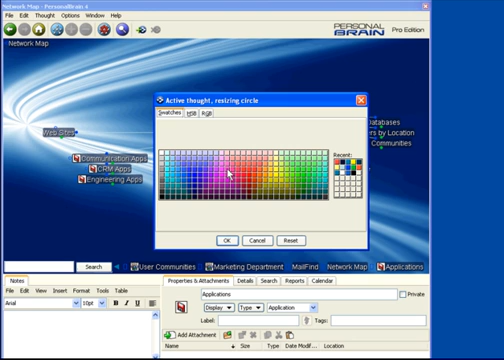 Network Map - PersonalBrain 4
File Edit Thought Options Window Help
PERSONAL BRAIN Pro Edition
Network Map
Active thought, resizing circle
Swatches HSB RGB
Recent:
OK Cancel Reset
Web Sites
Communication Apps
CRM Apps
Engineering Apps
Databases
rs by Location
Communities
Search
User Communities Marketing Department MailFind Network Map Applications
Notes
File Edit View Insert Format Tools Table
Arial 10pt B I U
Properties & Attachments Details Search Reports Calendar
Applications Private
Display Type Application
Label: Tags:
Add Attachment
Name Size Type Date Modif... Location